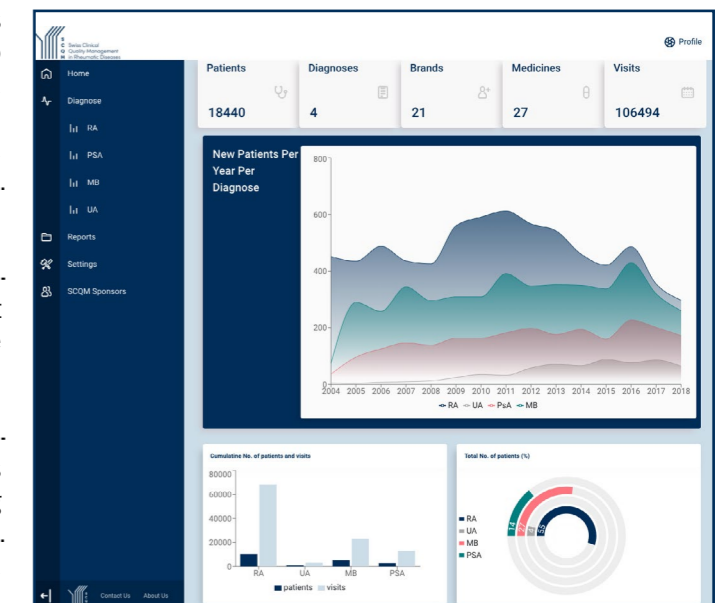 S Swiss Clinical
C
Q Quality Management
M in Rheumatic Diseases
Profile
Home
Diagnose
RA
PSA
MB
UA
Reports
Settings
SCQM Sponsors
Contact Us About Us
Patients
18440
Diagnoses
4
Brands
21
Medicines
27
Visits
106494
New Patients Per
Year Per
Diagnose
800
600
400
200
0
2004 2005 2006 2007 2008 2009 2010 2011 2012 2013 2014 2015 2016 2017 2018
RA UA PsA MB
Cumulatine No. of patients and visits
80000
60000
40000
20000
0
RA UA MB PSA
patients visits
Total No. of patients (%)
RA
UA
MB
PSA
14
27
4
55